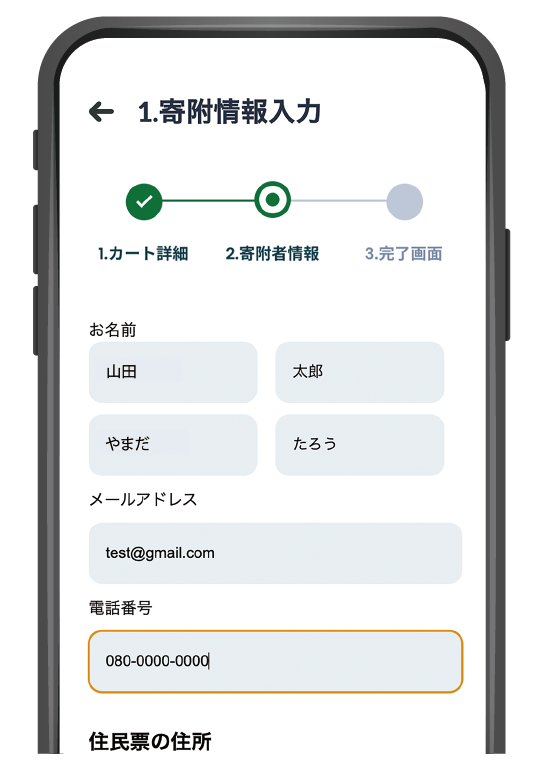 1.寄附情報入力
1.カート詳細 2.寄附者情報 3.完了画面
お名前
山田 太郎
やまだ たろう
メールアドレス
test@gmail.com
電話番号
080-0000-0000
住民票の住所